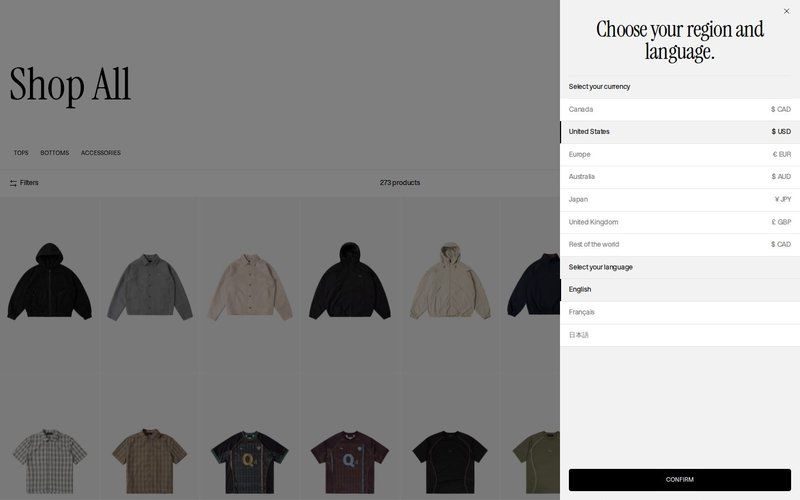 Shop All
TOPS BOTTOMS ACCESSORIES
Filters
273 products
Q
Q
Choose your region and
language.
Select your currency
Canada $ CAD
United States $ USD
Europe € EUR
Australia $ AUD
Japan ¥ JPY
United Kingdom £ GBP
Rest of the world $ CAD
Select your language
English
Français
日本語
CONFIRM